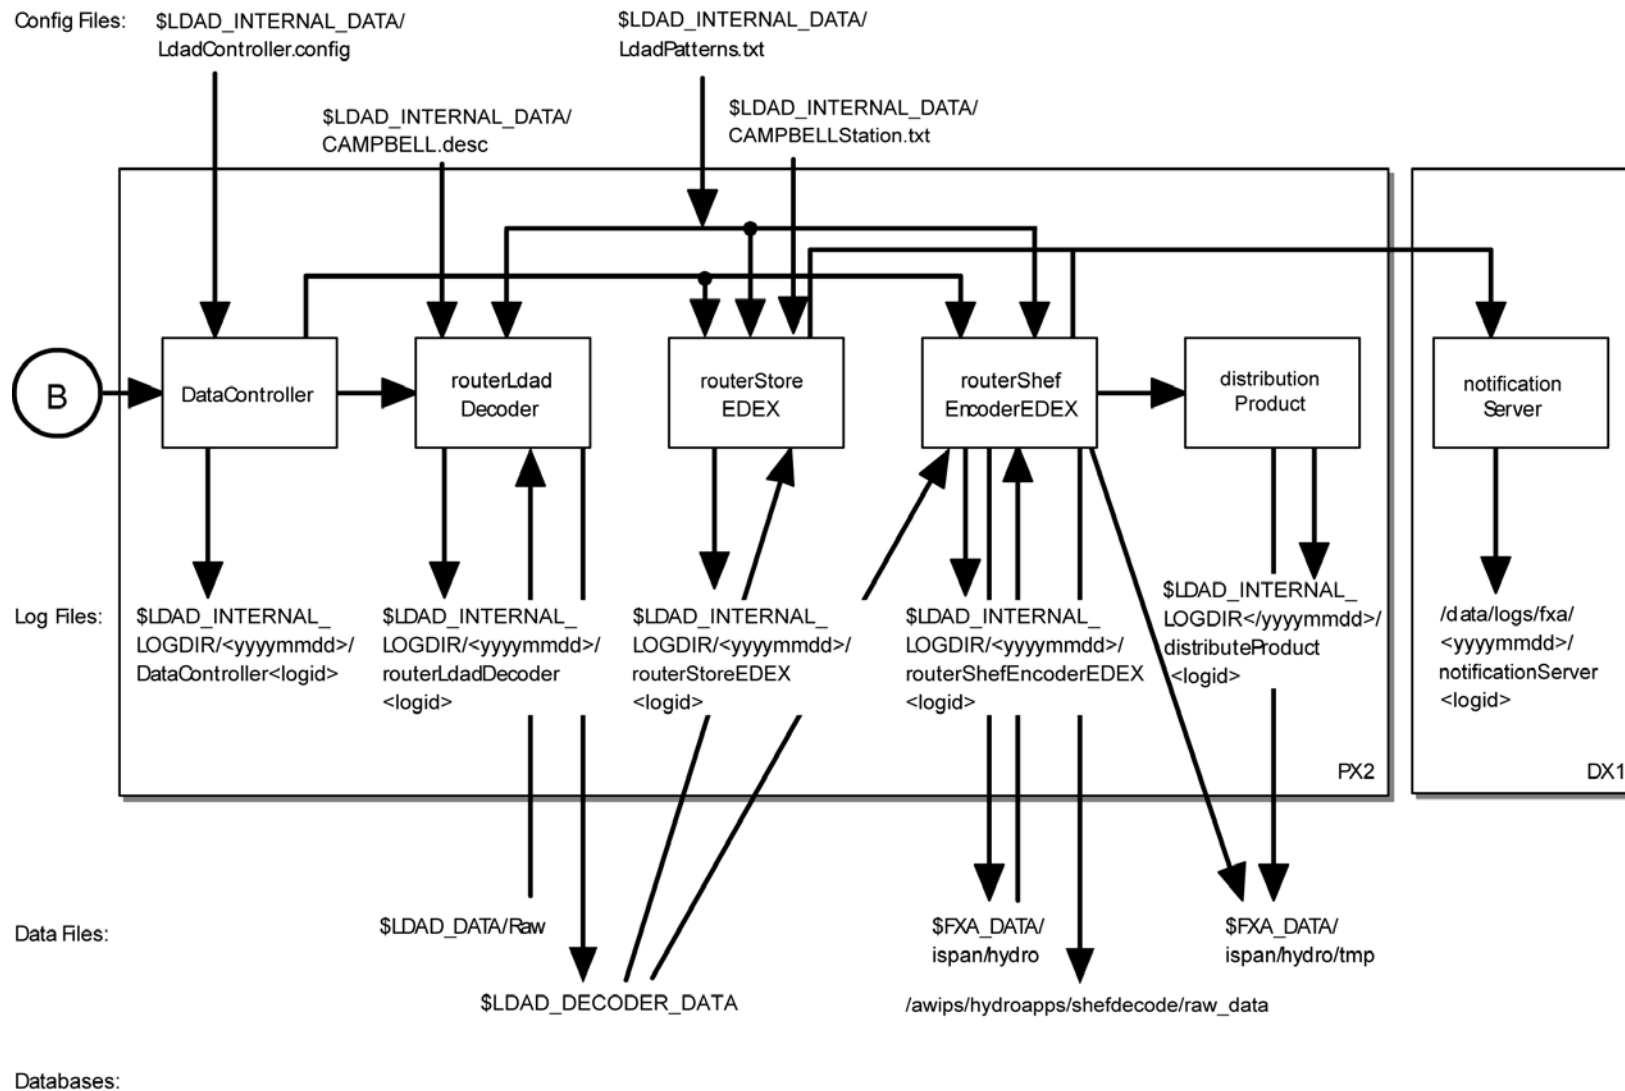 Config Files:
$LDAD_INTERNAL_DATA/
LdadController.config
$LDAD_INTERNAL_DATA/
LdadPatterns.txt
$LDAD_INTERNAL_DATA/
CAMPBELL.desc
$LDAD_INTERNAL_DATA/
CAMPBELLStation.txt
B
DataController
routerLdad
Decoder
routerStore
EDEX
routerShef
EncoderEDEX
distribution
Product
notification
Server
Log Files:
$LDAD_INTERNAL_
LOGDIR/<yyyymmdd>/
DataController<logid>
$LDAD_INTERNAL_
LOGDIR/<yyyymmdd>/
routerLdadDecoder
<logid>
$LDAD_INTERNAL_
LOGDIR/<yyyymmdd>/
routerStoreEDEX
<logid>
$LDAD_INTERNAL_
LOGDIR/<yyyymmdd>/
routerShefEncoderEDEX
<logid>
$LDAD_INTERNAL_
LOGDIR</yyyymmdd>/
distributeProduct
<logid>
/data/logs/fxa/
<yyyymmdd>/
notificationServer
<logid>
PX2
DX1
Data Files:
$LDAD_DATA/Raw
$LDAD_DECODER_DATA
$FXA_DATA/
ispan/hydro
/awips/hydroapps/shefdecode/raw_data
$FXA_DATA/
ispan/hydro/tmp
Databases: